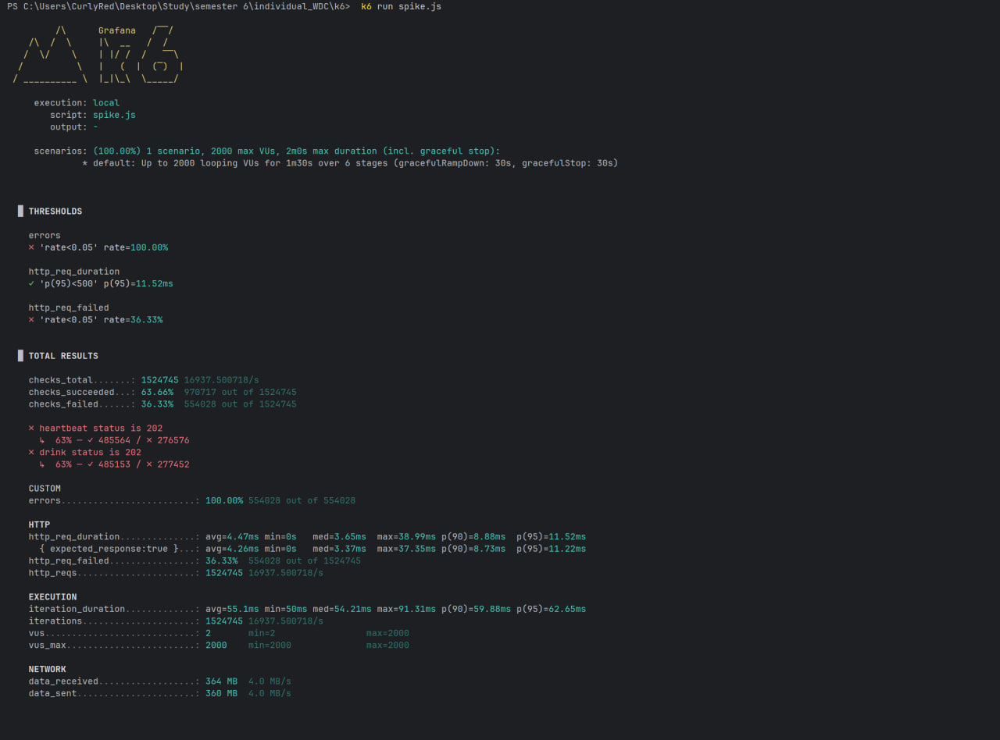 PS C:\Users\CurlyRed\Desktop\Study\semester 6\individual_WDC\k6> k6 run spike.js
Grafana
execution: local
script: spike.js
output: -
scenarios: (100.00%) 1 scenario, 2000 max VUs, 2m0s max duration (incl. graceful stop):
* default: Up to 2000 looping VUs for 1m30s over 6 stages (gracefulRampDown: 30s, gracefulStop: 30s)
█ THRESHOLDS
errors
✗ 'rate<0.05' rate=100.00%
http_req_duration
✓ 'p(95)<500' p(95)=11.52ms
http_req_failed
✗ 'rate<0.05' rate=36.33%
█ TOTAL RESULTS
checks_total.......: 1524745 16937.500718/s
checks_succeeded...: 63.66% 970717 out of 1524745
checks_failed......: 36.33% 554028 out of 1524745
✗ heartbeat status is 202
↳ 63% — ✓ 485564 / ✗ 276576
✗ drink status is 202
↳ 63% — ✓ 485153 / ✗ 277452
CUSTOM
errors.........................: 100.00% 554028 out of 554028
HTTP
http_req_duration..............: avg=4.47ms min=0s med=3.65ms max=38.99ms p(90)=8.88ms p(95)=11.52ms
{ expected_response:true }...: avg=4.26ms min=0s med=3.37ms max=37.35ms p(90)=8.73ms p(95)=11.22ms
http_req_failed................: 36.33% 554028 out of 1524745
http_reqs......................: 1524745 16937.500718/s
EXECUTION
iteration_duration.............: avg=55.1ms min=50ms med=54.21ms max=91.31ms p(90)=59.88ms p(95)=62.65ms
iterations.....................: 1524745 16937.500718/s
vus............................: 2 min=2 max=2000
vus_max........................: 2000 min=2000 max=2000
NETWORK
data_received..................: 364 MB 4.0 MB/s
data_sent......................: 360 MB 4.0 MB/s